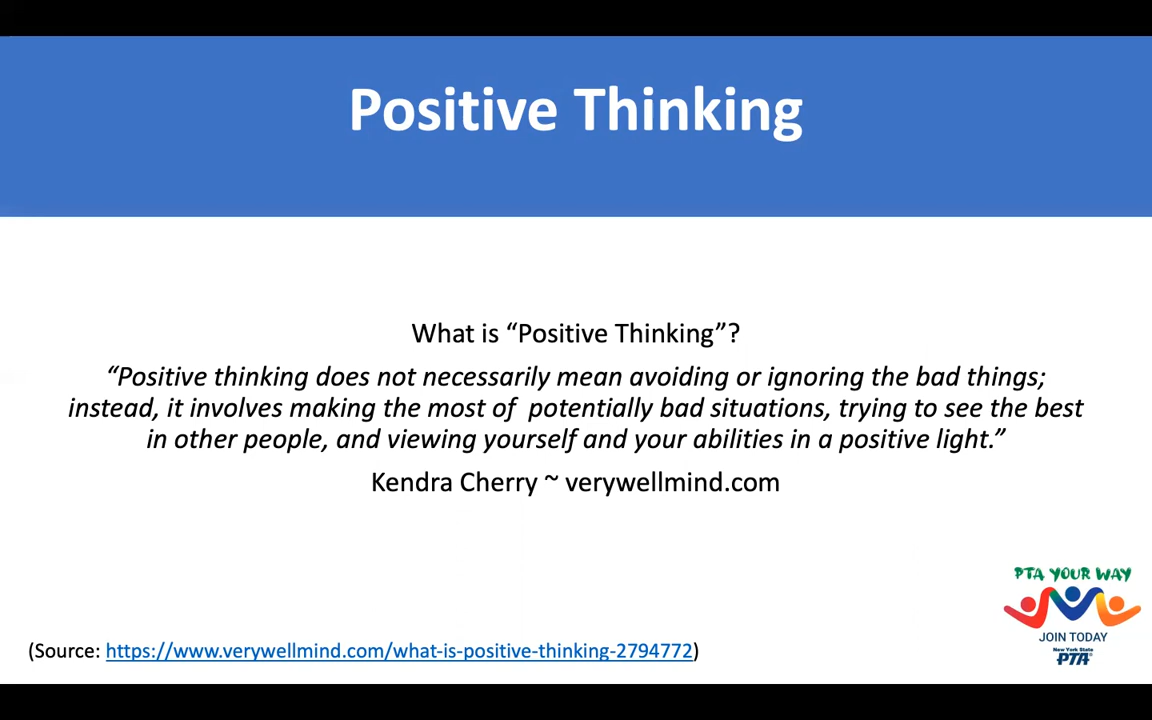 Positive Thinking
What is “Positive Thinking”?
“Positive thinking does not necessarily mean avoiding or ignoring the bad things;
instead, it involves making the most of  potentially bad situations, trying to see the best
in other people, and viewing yourself and your abilities in a positive light.”
Kendra Cherry ~ verywellmind.com
PTA YOUR WAY
JOIN TODAY
New York State
PTA®
(Source: https://www.verywellmind.com/what-is-positive-thinking-2794772)